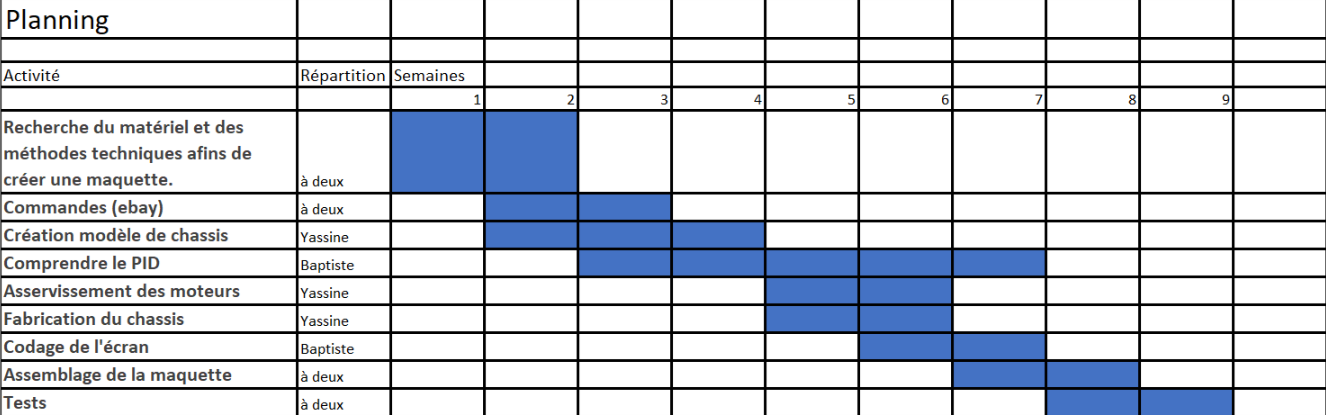 Planning
Activité Répartition Semaines
1 2 3 4 5 6 7 8 9
Recherche du matériel et des
méthodes techniques afins de
créer une maquette. à deux
Commandes (ebay) à deux
Création modèle de chassis Yassine
Comprendre le PID Baptiste
Asservissement des moteurs Yassine
Fabrication du chassis Yassine
Codage de l'écran Baptiste
Assemblage de la maquette à deux
Tests à deux